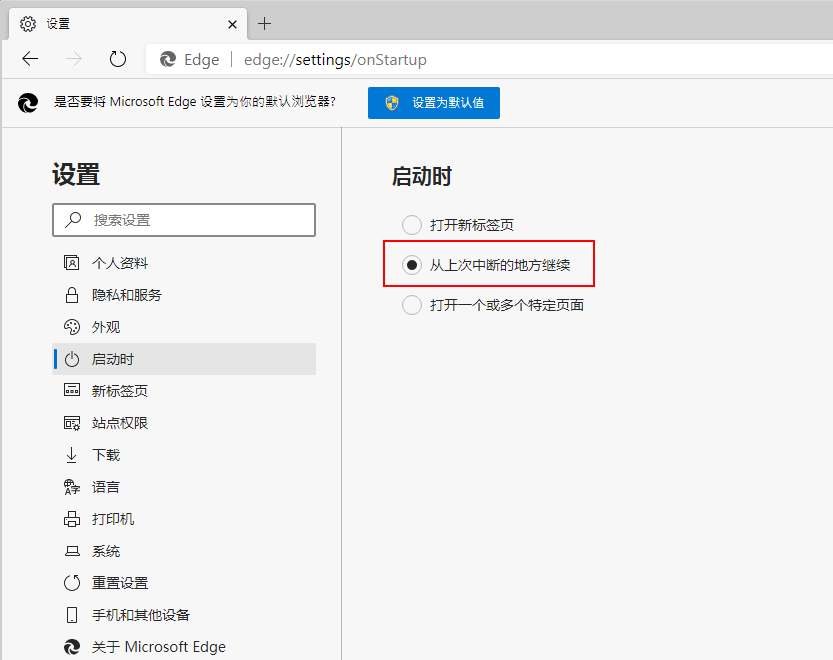 设置
Edge edge://settings/onStartup
是否要将 Microsoft Edge 设置为你的默认浏览器?
设置为默认值
设置
搜索设置
个人资料
隐私和服务
外观
启动时
新标签页
站点权限
下载
语言
打印机
系统
重置设置
手机和其他设备
关于 Microsoft Edge
启动时
打开新标签页
从上次中断的地方继续
打开一个或多个特定页面